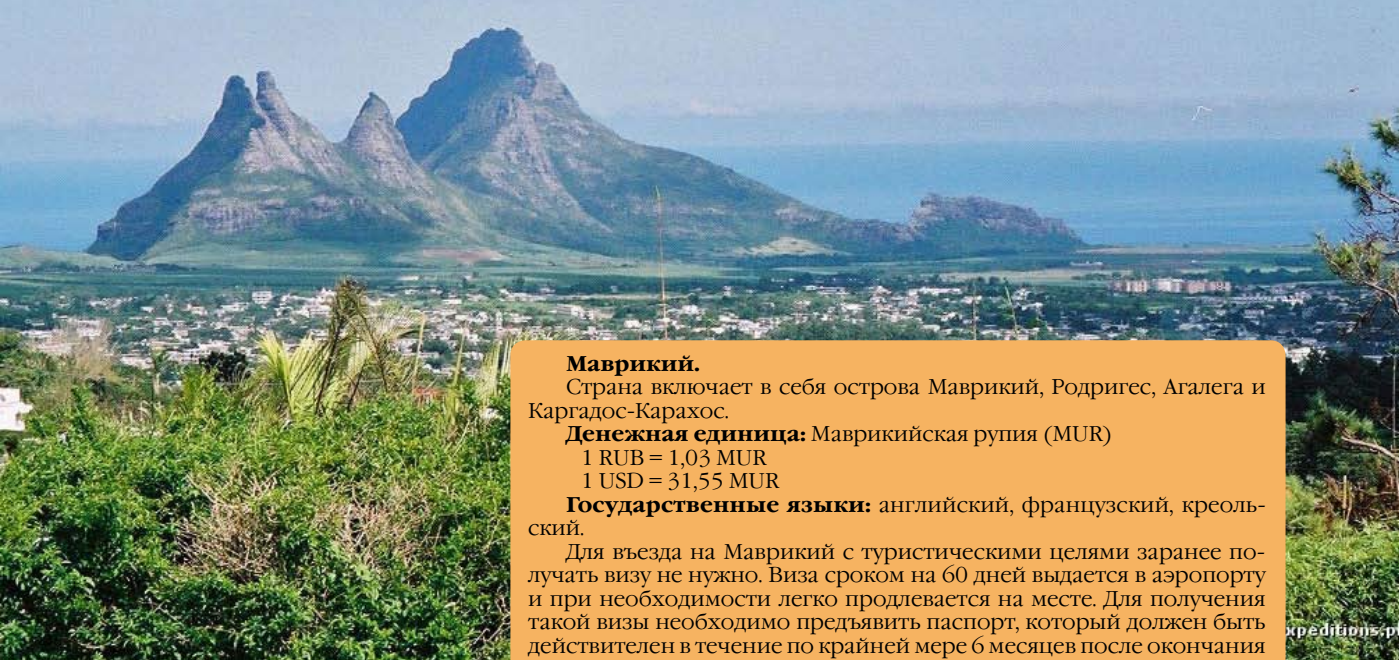 Маврикий.
Страна включает в себя острова Маврикий, Родригес, Агалега и
Каргадос-Карахос.
Денежная единица: Маврикийская рупия (MUR)
1 RUB = 1,03 MUR
1 USD = 31,55 MUR
Государственные языки: английский, французский, креоль-
ский.
Для въезда на Маврикий с туристическими целями заранее по-
лучать визу не нужно. Виза сроком на 60 дней выдается в аэропорту
и при необходимости легко продлевается на месте. Для получения
такой визы необходимо предъявить паспорт, который должен быть
действителен в течение по крайней мере 6 месяцев после окончания